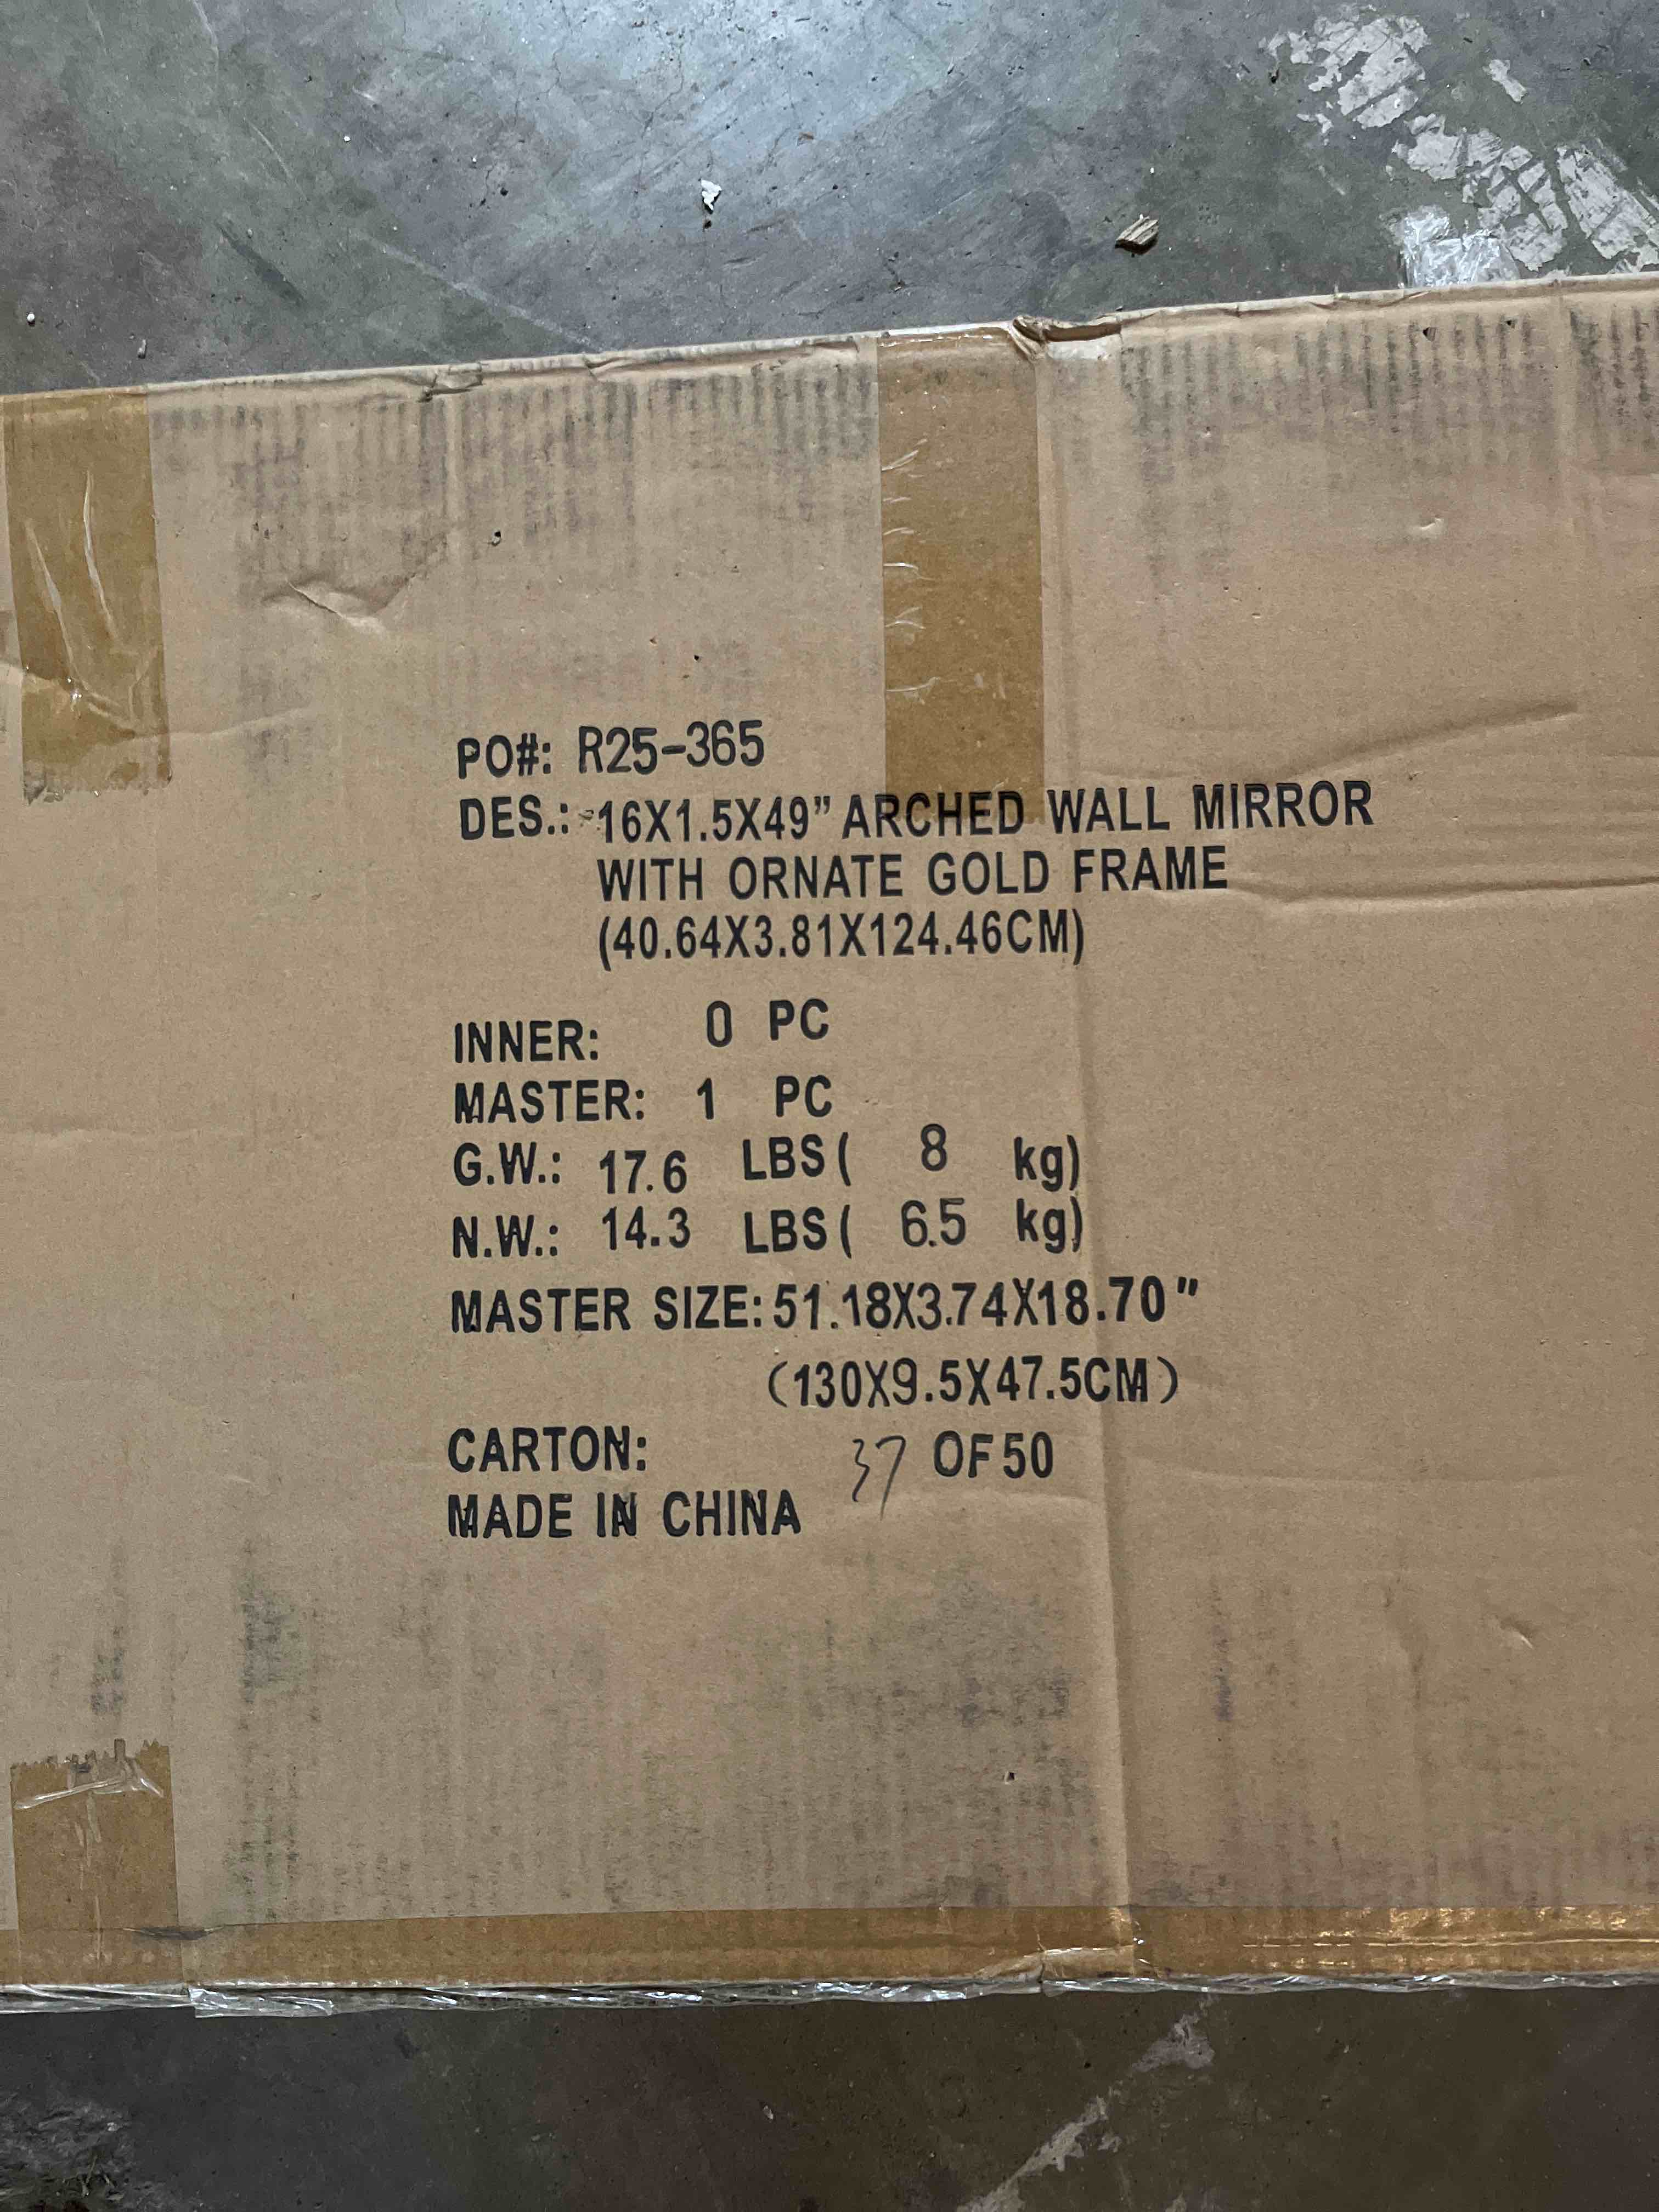 PO#: R25-365
DES.: 16X1.5X49" ARCHED WALL MIRROR
WITH ORNATE GOLD FRAME
(40.64X3.81X124.46CM)
INNER: 0 PC
MASTER: 1 PC
G.W.: 17.6 LBS( 8 kg)
N.W.: 14.3 LBS( 6.5 kg)
MASTER SIZE: 51.18X3.74X18.70"
(130X9.5X47.5CM)
CARTON: 37 OF 50
MADE IN CHINA